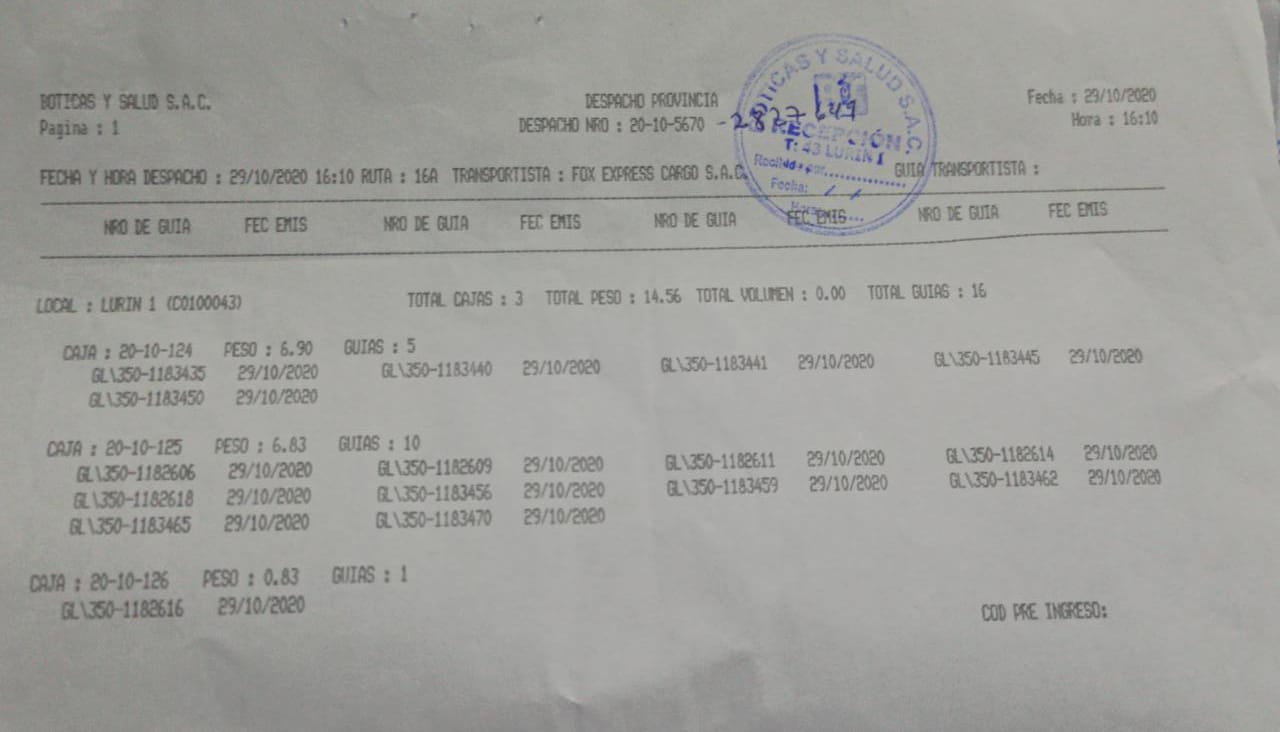 BOTICAS Y SALUD S.A.C. DESPACHO PROVINCIA Fecha : 29/10/2020
Pagina : 1 DESPACHO NRO : 20-10-5670 Hora : 16:10
BOTICAS Y SALUD S.A.C.
RECEPCIÓN
T: 43 LURIN I
Recibido por:..................
Fecha: / /
FECHA Y HORA DESPACHO : 29/10/2020 16:10 RUTA : 16A TRANSPORTISTA : FOX EXPRESS CARGO S.A.C. GUIA TRANSPORTISTA :
NRO DE GUIA FEC EMIS NRO DE GUIA FEC EMIS NRO DE GUIA FEC EMIS NRO DE GUIA FEC EMIS
LOCAL : LURIN 1 (C0100043) TOTAL CAJAS : 3 TOTAL PESO : 14.56 TOTAL VOLUMEN : 0.00 TOTAL GUIAS : 16
CAJA : 20-10-124 PESO : 6.90 GUIAS : 5
GL\350-1183435 29/10/2020 GL\350-1183440 29/10/2020 GL\350-1183441 29/10/2020 GL\350-1183445 29/10/2020
GL\350-1183450 29/10/2020
CAJA : 20-10-125 PESO : 6.83 GUIAS : 10
GL\350-1182606 29/10/2020 GL\350-1182609 29/10/2020 GL\350-1182611 29/10/2020 GL\350-1182614 29/10/2020
GL\350-1182618 29/10/2020 GL\350-1183456 29/10/2020 GL\350-1183459 29/10/2020 GL\350-1183462 29/10/2020
GL\350-1183465 29/10/2020 GL\350-1183470 29/10/2020
CAJA : 20-10-126 PESO : 0.83 GUIAS : 1
GL\350-1182616 29/10/2020
COD PRE INGRESO: